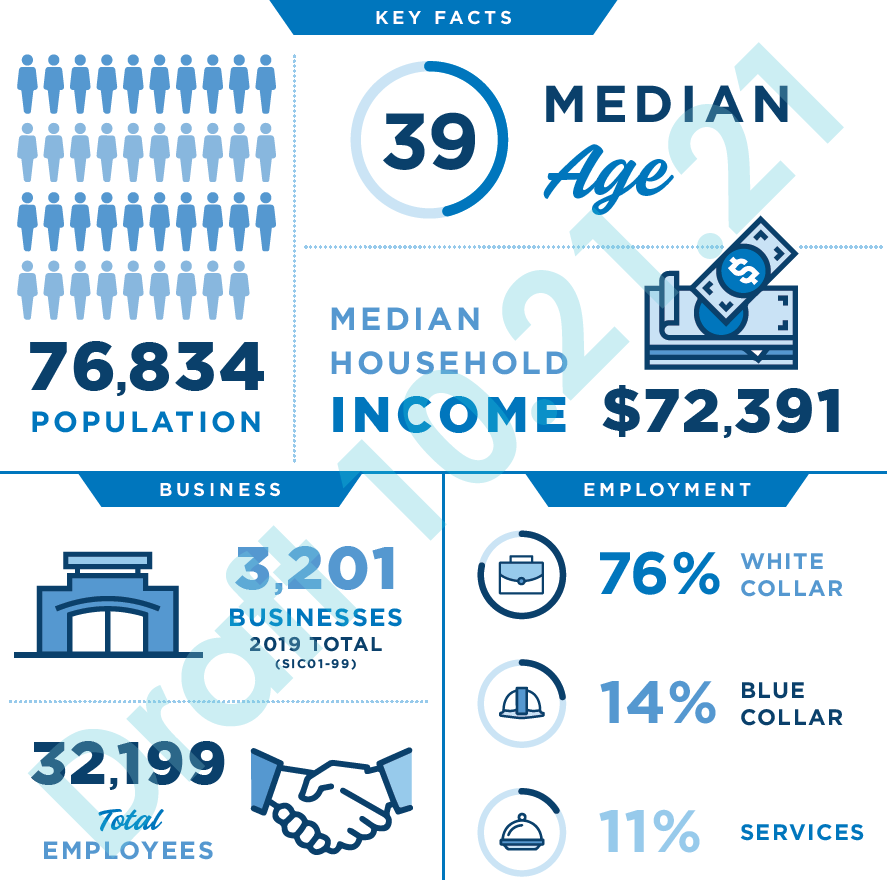 KEY FACTS
39
MEDIAN
Age
76,834
POPULATION
MEDIAN
HOUSEHOLD
INCOME
$
$72,391
BUSINESS
3,201
BUSINESSES
2019 TOTAL
(SIC01-99)
32,199
Total
EMPLOYEES
EMPLOYMENT
76%
WHITE
COLLAR
14%
BLUE
COLLAR
11%
SERVICES
Draft 10.21.21